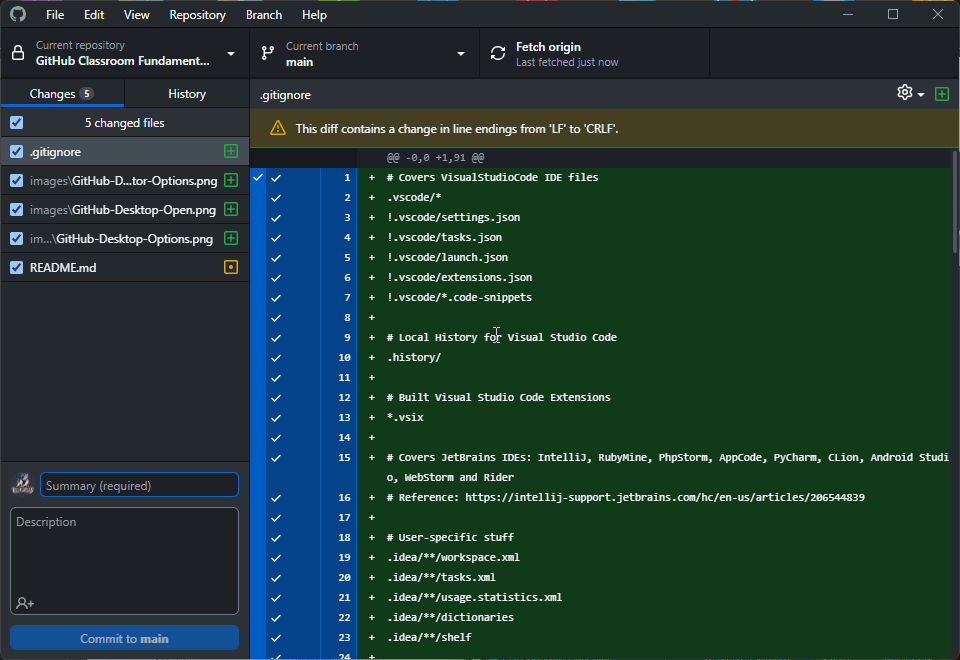 File Edit View Repository Branch Help
Current repository
GitHub Classroom Fundament...
Current branch
main
Fetch origin
Last fetched just now
Changes 5 History
.gitignore
5 changed files
This diff contains a change in line endings from 'LF' to 'CRLF'.
.gitignore
images\GitHub-D...tor-Options.png
images\GitHub-Desktop-Open.png
im...\GitHub-Desktop-Options.png
README.md
@@ -0,0 +1,91 @@
1 + # Covers VisualStudioCode IDE files
2 + .vscode/*
3 + !.vscode/settings.json
4 + !.vscode/tasks.json
5 + !.vscode/launch.json
6 + !.vscode/extensions.json
7 + !.vscode/*.code-snippets
8 +
9 + # Local History for Visual Studio Code
10 + .history/
11 +
12 + # Built Visual Studio Code Extensions
13 + *.vsix
14 +
15 + # Covers JetBrains IDEs: IntelliJ, RubyMine, PhpStorm, AppCode, PyCharm, CLion, Android Studi
o, WebStorm and Rider
16 + # Reference: https://intellij-support.jetbrains.com/hc/en-us/articles/206544839
17 +
18 + # User-specific stuff
19 + .idea/**/workspace.xml
20 + .idea/**/tasks.xml
21 + .idea/**/usage.statistics.xml
22 + .idea/**/dictionaries
23 + .idea/**/shelf
24 +
Summary (required)
Description
Commit to main